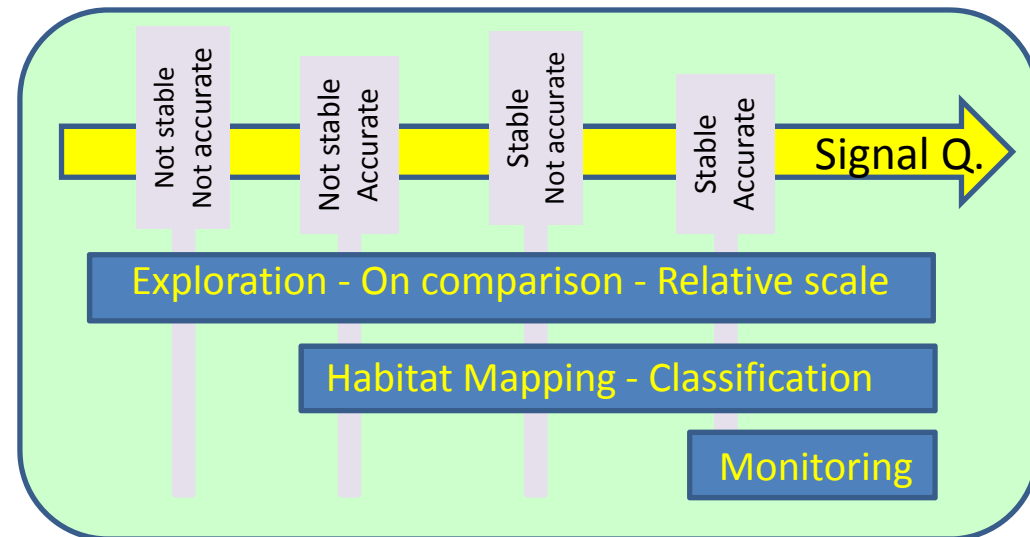 Not stable
Not accurate
Not stable
Accurate
Stable
Not accurate
Stable
Accurate
Signal Q.
Exploration - On comparison - Relative scale
Habitat Mapping - Classification
Monitoring